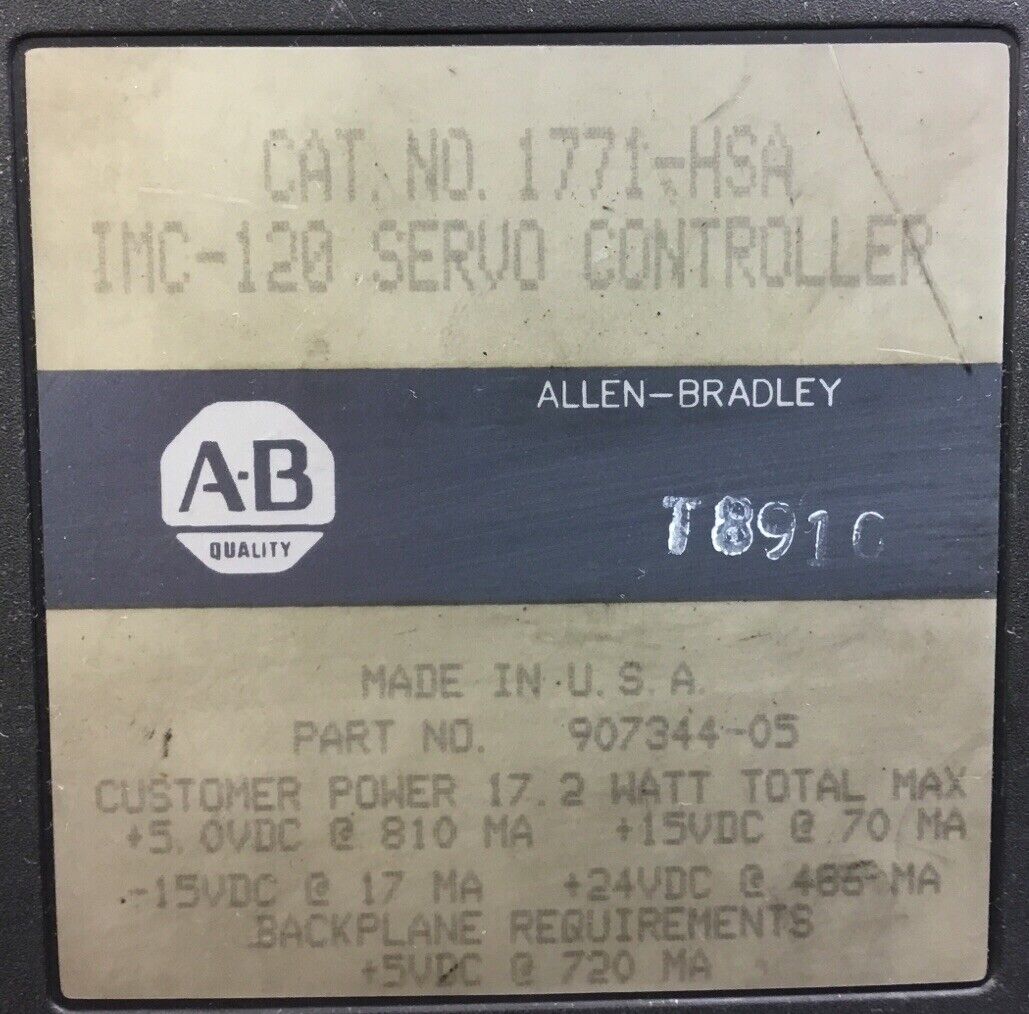 CAT. NO. 1771-HSA
IMC-120 SERVO CONTROLLER
ALLEN-BRADLEY
A·B
QUALITY
MADE IN U.S.A.
PART NO. 907344-05
CUSTOMER POWER 17.2 WATT TOTAL MAX
+5.0VDC @ 810 MA +15VDC @ 70 MA
-15VDC @ 17 MA +24VDC @ MA
BACKPLANE REQUIREMENTS
+5VDC @ 720 MA